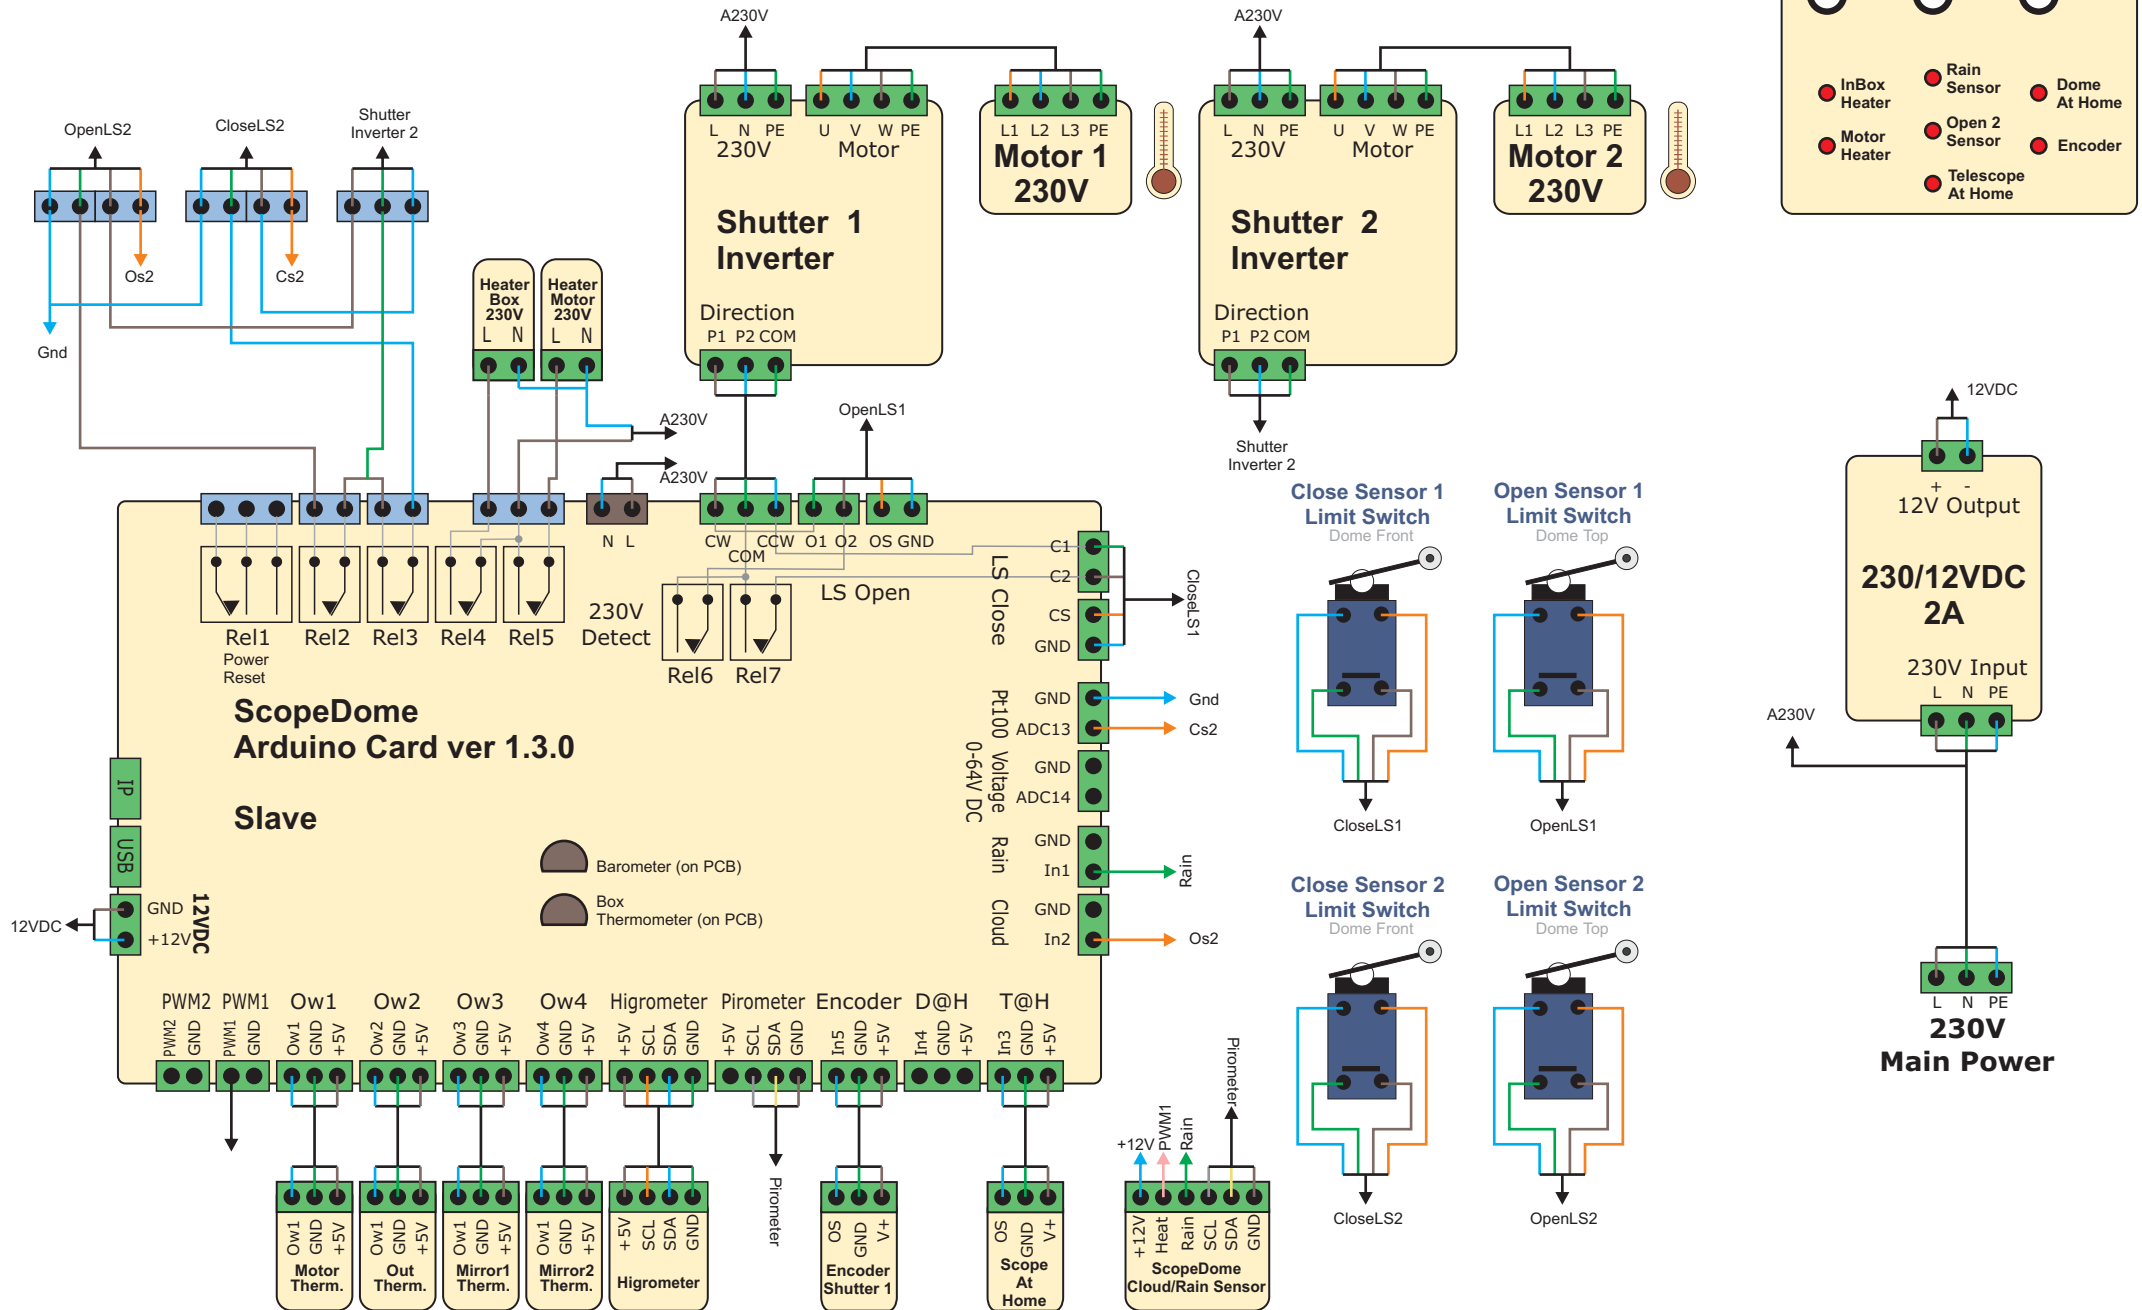 A230V
A230V
OpenLS2
CloseLS2
Shutter
Inverter 2
L N PE
230V
U V W PE
Motor
L1 L2 L3 PE
Motor 1
230V
L N PE
230V
U V W PE
Motor
L1 L2 L3 PE
Motor 2
230V
InBox
Heater
Rain
Sensor
Dome
At Home
Motor
Heater
Open 2
Sensor
Encoder
Telescope
At Home
Os2
Cs2
Gnd
Shutter 1
Inverter
Shutter 2
Inverter
Heater
Box
230V
L N
Heater
Motor
230V
L N
Direction
P1 P2 COM
Direction
P1 P2 COM
A230V
A230V
OpenLS1
Shutter
Inverter 2
12VDC
+ -
12V Output
230/12VDC
2A
230V Input
L N PE
A230V
L N PE
230V
Main Power
N L
230V
Detect
CW
COM
CCW
O1 O2
OS GND
LS Open
C1
C2
CS
GND
LS Close
CloseLS1
Rel1
Power
Reset
Rel2
Rel3
Rel4
Rel5
Rel6
Rel7
Close Sensor 1
Limit Switch
Dome Front
CloseLS1
Open Sensor 1
Limit Switch
Dome Top
OpenLS1
ScopeDome
Arduino Card ver 1.3.0
Slave
Pt100
GND
Gnd
ADC13
Cs2
Voltage
0-64V DC
GND
ADC14
Rain
GND
In1
Rain
Cloud
GND
In2
Os2
IP
USB
12VDC
GND
+12V
12VDC
Barometer (on PCB)
Box
Thermometer (on PCB)
Close Sensor 2
Limit Switch
Dome Front
CloseLS2
Open Sensor 2
Limit Switch
Dome Top
OpenLS2
PWM2
PWM2
GND
PWM1
PWM1
GND
Ow1
Ow1
GND
+5V
Ow2
Ow2
GND
+5V
Ow3
Ow3
GND
+5V
Ow4
Ow4
GND
+5V
Higrometer
+5V
SCL
SDA
GND
Pirometer
+5V
SCL
SDA
GND
Encoder
In5
GND
+5V
D@H
In4
GND
+5V
T@H
In3
GND
+5V
Ow1
GND
+5V
Motor
Therm.
Ow1
GND
+5V
Out
Therm.
Ow1
GND
+5V
Mirror1
Therm.
Ow1
GND
+5V
Mirror2
Therm.
+5V
SCL
SDA
GND
Higrometer
Pirometer
OS
GND
V+
Encoder
Shutter 1
OS
GND
V+
Scope
At
Home
+12V
PWM1
Rain
Pirometer
+12V
Heat
Rain
SCL
SDA
GND
ScopeDome
Cloud/Rain Sensor